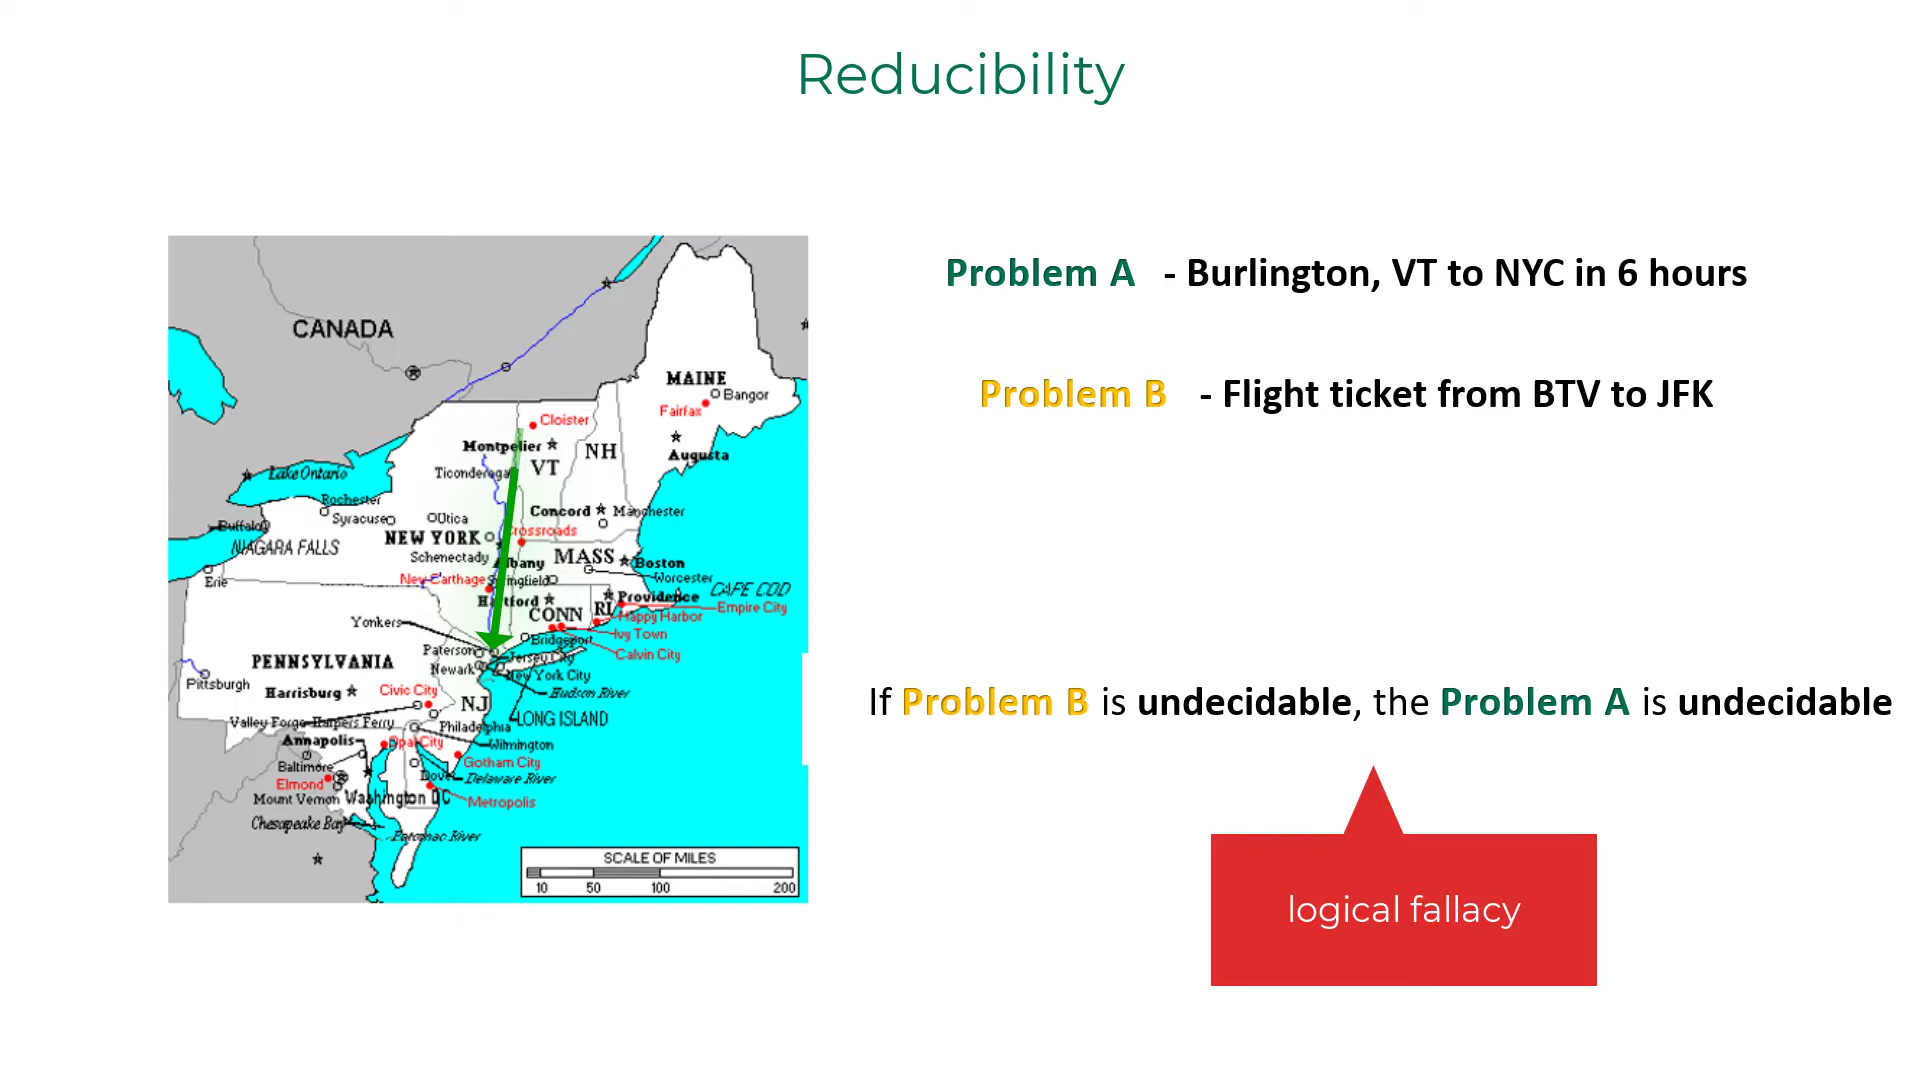 Reducibility
Problem A - Burlington, VT to NYC in 6 hours
Problem B - Flight ticket from BTV to JFK
If Problem B is undecidable, the Problem A is undecidable
logical fallacy
CANADA
MAINE
Bangor
Fairfax
Augusta
Cloister
Montpelier
NH
VT
Ticonderoga
Lake Ontario
Rochester
Syracuse
Utica
Buffalo
NIAGARA FALLS
NEW YORK
Schenectady
Concord
Manchester
Crossroads
Albany
MASS
Boston
Worcester
CAPE COD
Erie
New Carthage
Springfield
Hartford
CONN
RI
Providence
Empire City
Happy Harbor
Ivy Town
Bridgeport
Calvin City
Yonkers
Paterson
Jersey City
Newark
New York City
Hudson River
LONG ISLAND
PENNSYLVANIA
Pittsburgh
Harrisburg
Civic City
NJ
Valley Forge
Harpers Ferry
Philadelphia
Annapolis
Opal City
Wilmington
Baltimore
Gotham City
Elmond
Dover
Delaware River
Mount Vernon
Washington DC
Metropolis
Chesapeake Bay
Potomac River
SCALE OF MILES
10 50 100 200